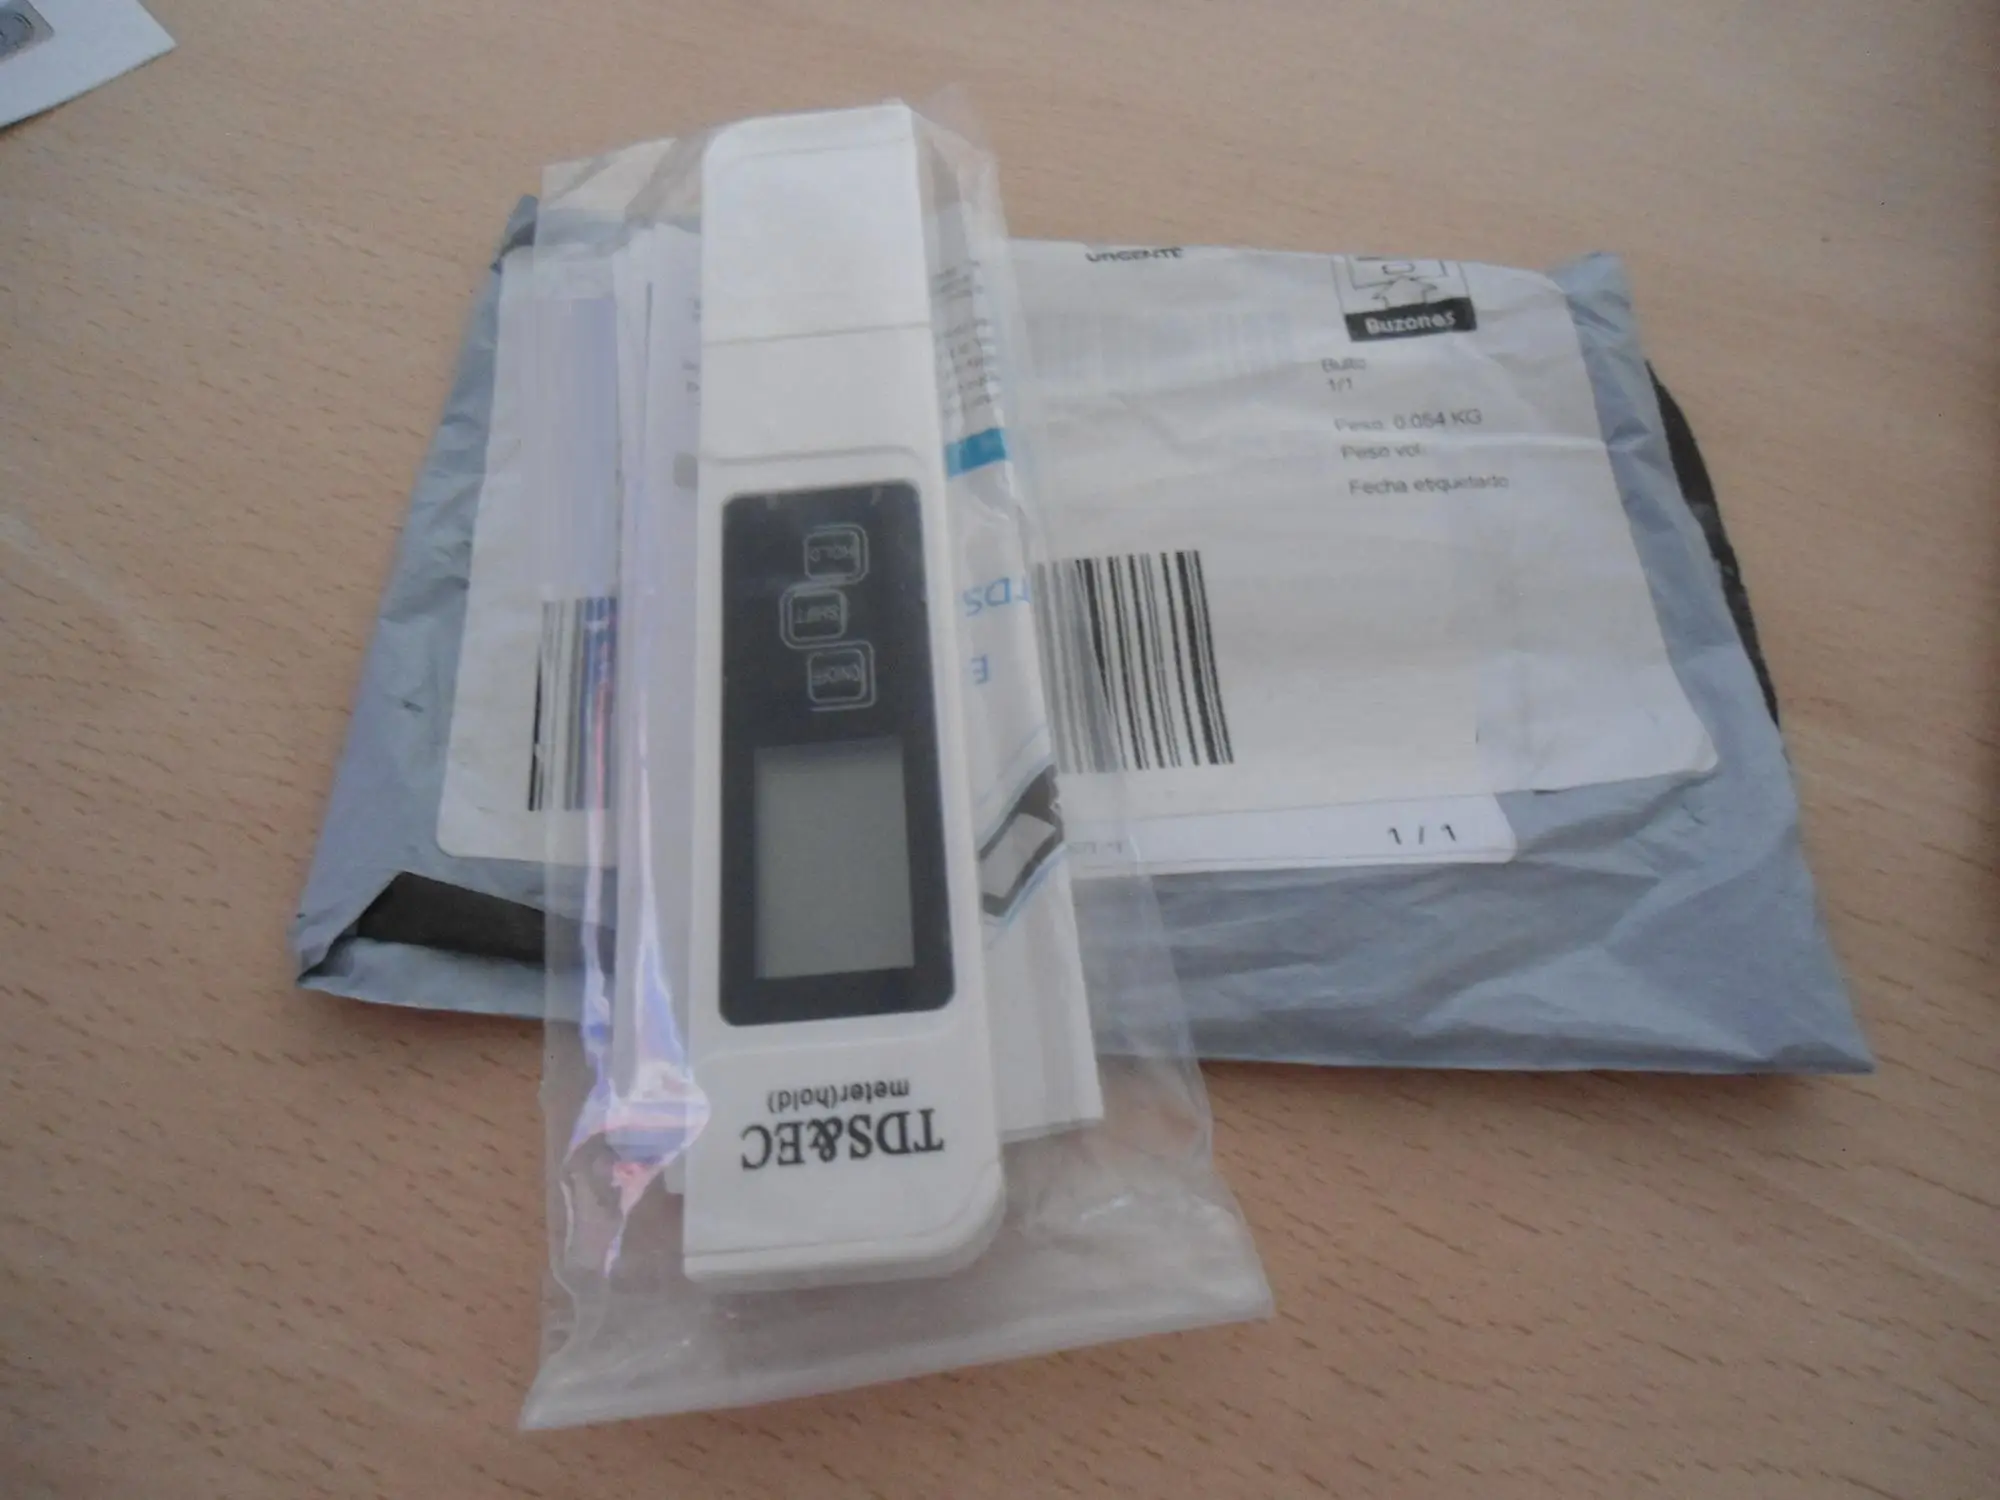 URGENTE
Buzones
Bulto
1/1
Peso: 0.054 KG
Peso vol.
Fecha etiquetado
1 / 1
TDS
E
TDS&EC
meter(hold)
ON/OFF
SHIFT
HOLD